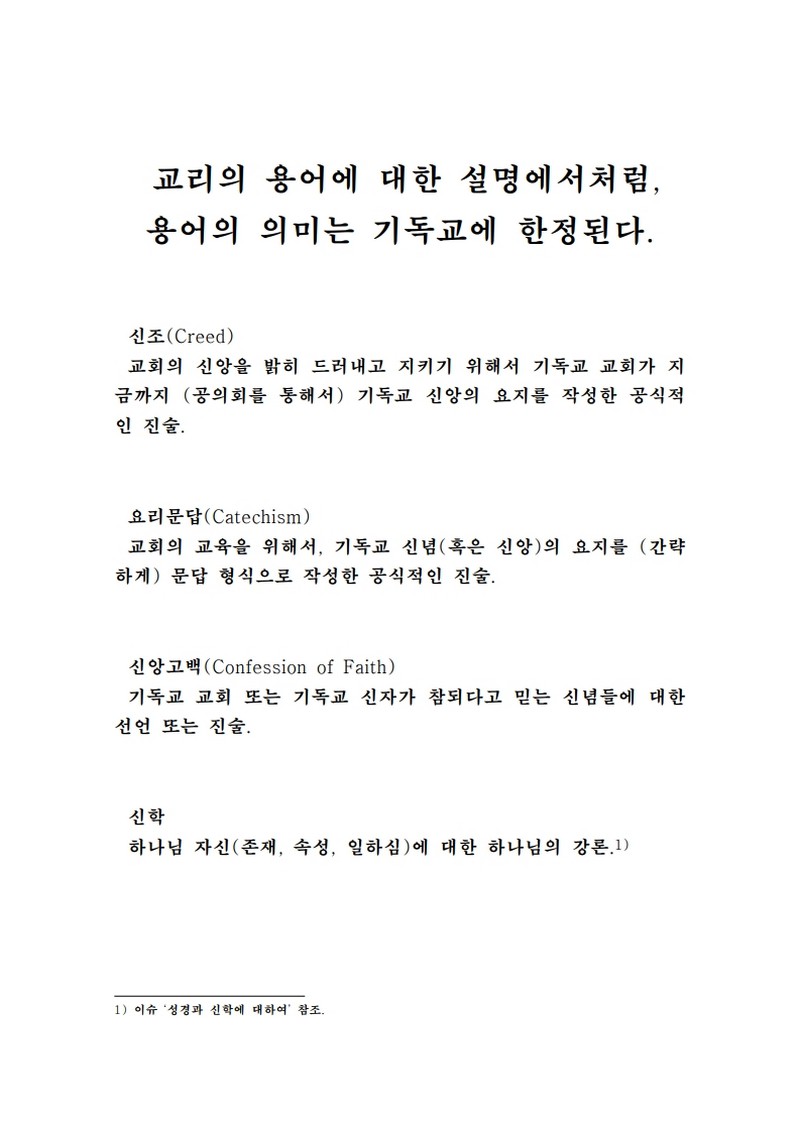 교리의 용어에 대한 설명에서처럼,
용어의 의미는 기독교에 한정된다.
신조(Creed)
교회의 신앙을 밝히 드러내고 지키기 위해서 기독교 교회가 지
금까지 (공의회를 통해서) 기독교 신앙의 요지를 작성한 공식적
인 진술.
요리문답(Catechism)
교회의 교육을 위해서, 기독교 신념(혹은 신앙)의 요지를 (간략
하게) 문답 형식으로 작성한 공식적인 진술.
신앙고백(Confession of Faith)
기독교 교회 또는 기독교 신자가 참되다고 믿는 신념들에 대한
선언 또는 진술.
신학
하나님 자신(존재, 속성, 일하심)에 대한 하나님의 강론.1)
1) 이슈 '성경과 신학에 대하여' 참조.